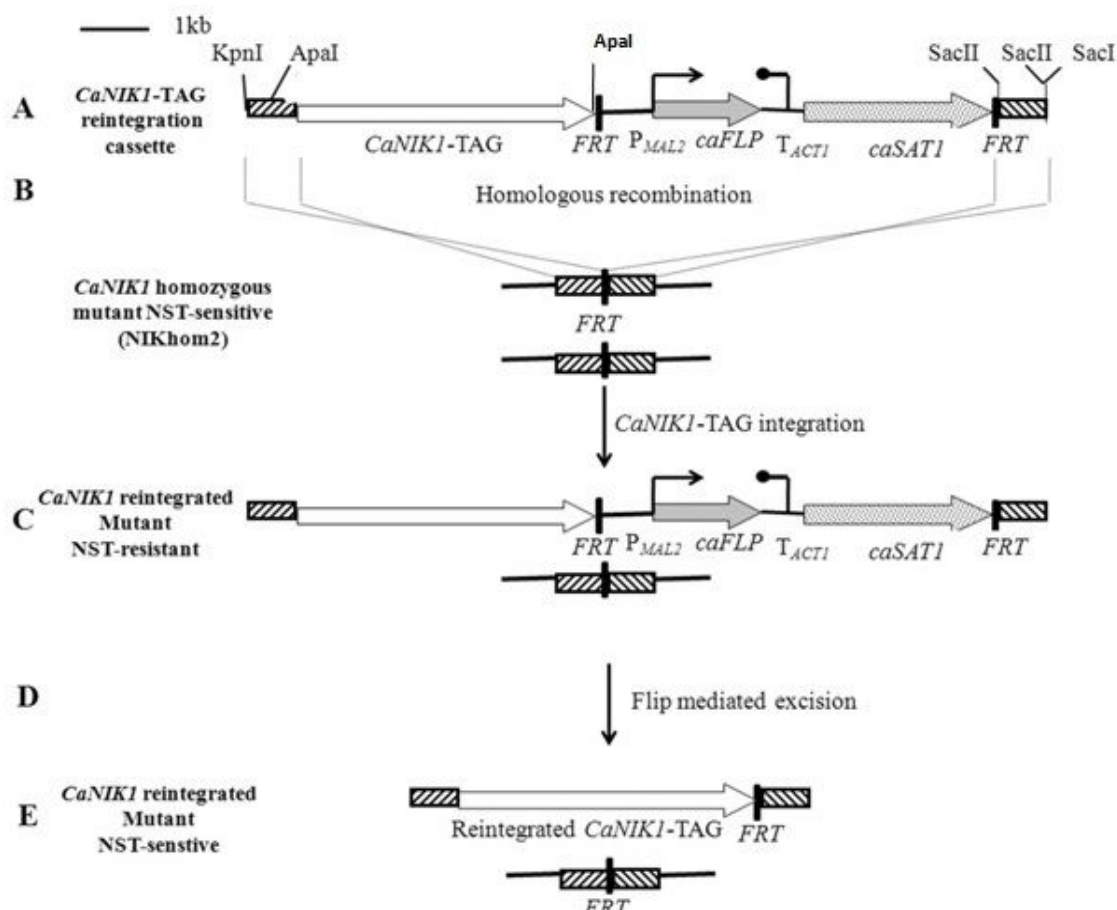 1kb
KpnI ApaI ApaI SacII SacII SacI
A
CaNIK1-TAG
reintegration
cassette
CaNIK1-TAG FRT PMAL2 caFLP TACT1 caSAT1 FRT
B
Homologous recombination
CaNIK1 homozygous
mutant NST-sensitive
(NIKhom2)
FRT
CaNIK1-TAG integration
C
CaNIK1 reintegrated
Mutant
NST-resistant
FRT PMAL2 caFLP TACT1 caSAT1 FRT
D
Flip mediated excision
E
CaNIK1 reintegrated
Mutant
NST-senstive
Reintegrated CaNIK1-TAG FRT
FRT